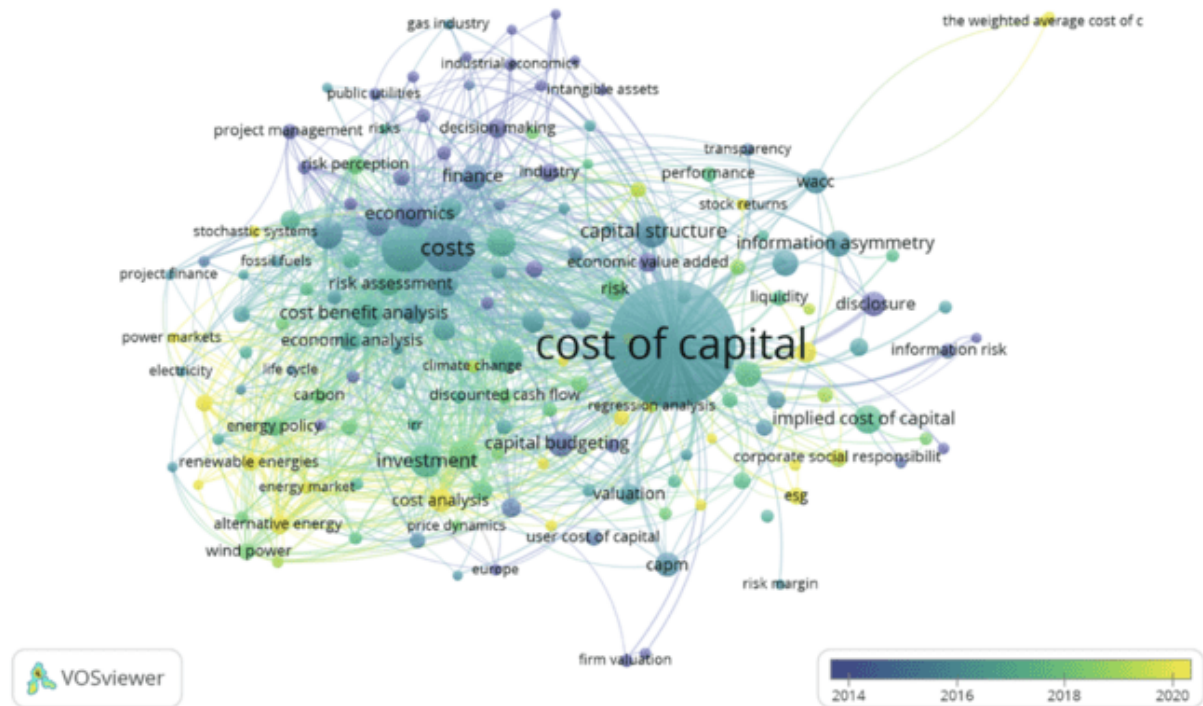 the weighted average cost of c
gas industry
industrial economics
public utilities
intangible assets
project management
risks
decision making
transparency
risk perception
finance
industry
performance
wacc
stock returns
economics
stochastic systems
costs
capital structure
information asymmetry
fossil fuels
economic value added
project finance
risk assessment
risk
liquidity
disclosure
cost benefit analysis
power markets
economic analysis
cost of capital
information risk
electricity
life cycle
climate change
carbon
discounted cash flow
regression analysis
energy policy
irr
implied cost of capital
capital budgeting
renewable energies
investment
corporate social responsibilit
energy market
cost analysis
valuation
esg
alternative energy
price dynamics
user cost of capital
wind power
europe
capm
risk margin
firm valuation
VOSviewer
2014 2016 2018 2020